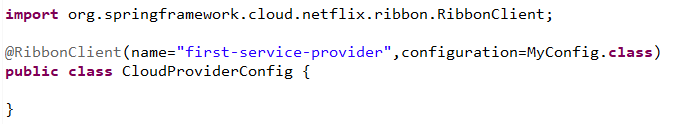 import org.springframework.cloud.netflix.ribbon.RibbonClient;
@RibbonClient(name="first-service-provider",configuration=MyConfig.class)
public class CloudProviderConfig {
}